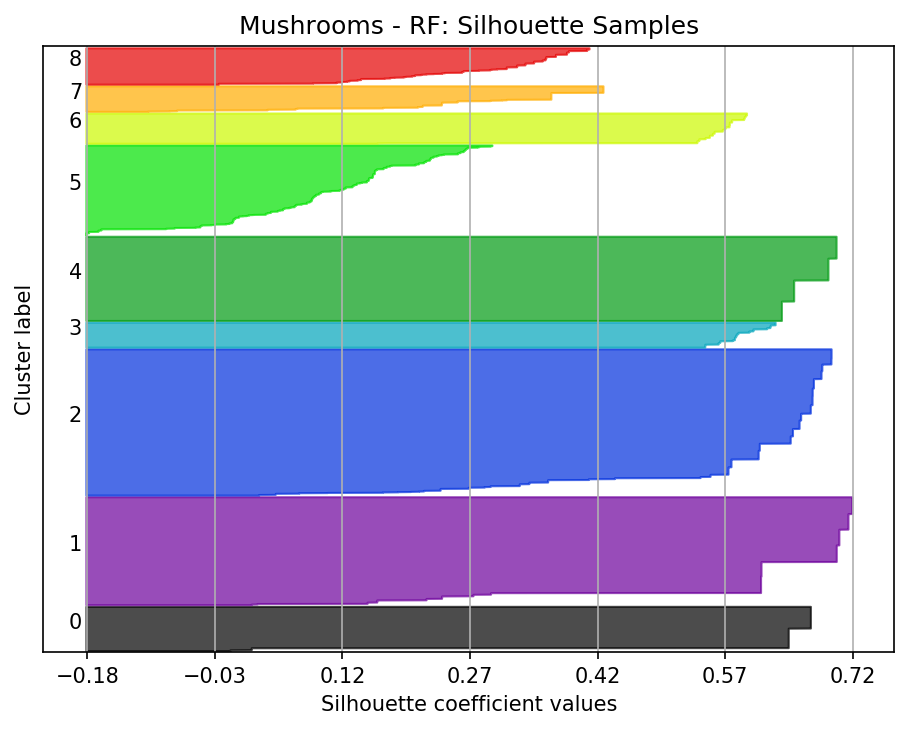 Mushrooms - RF: Silhouette Samples
8
7
6
5
4
3
2
1
0
Cluster label
−0.18 −0.03 0.12 0.27 0.42 0.57 0.72
Silhouette coefficient values